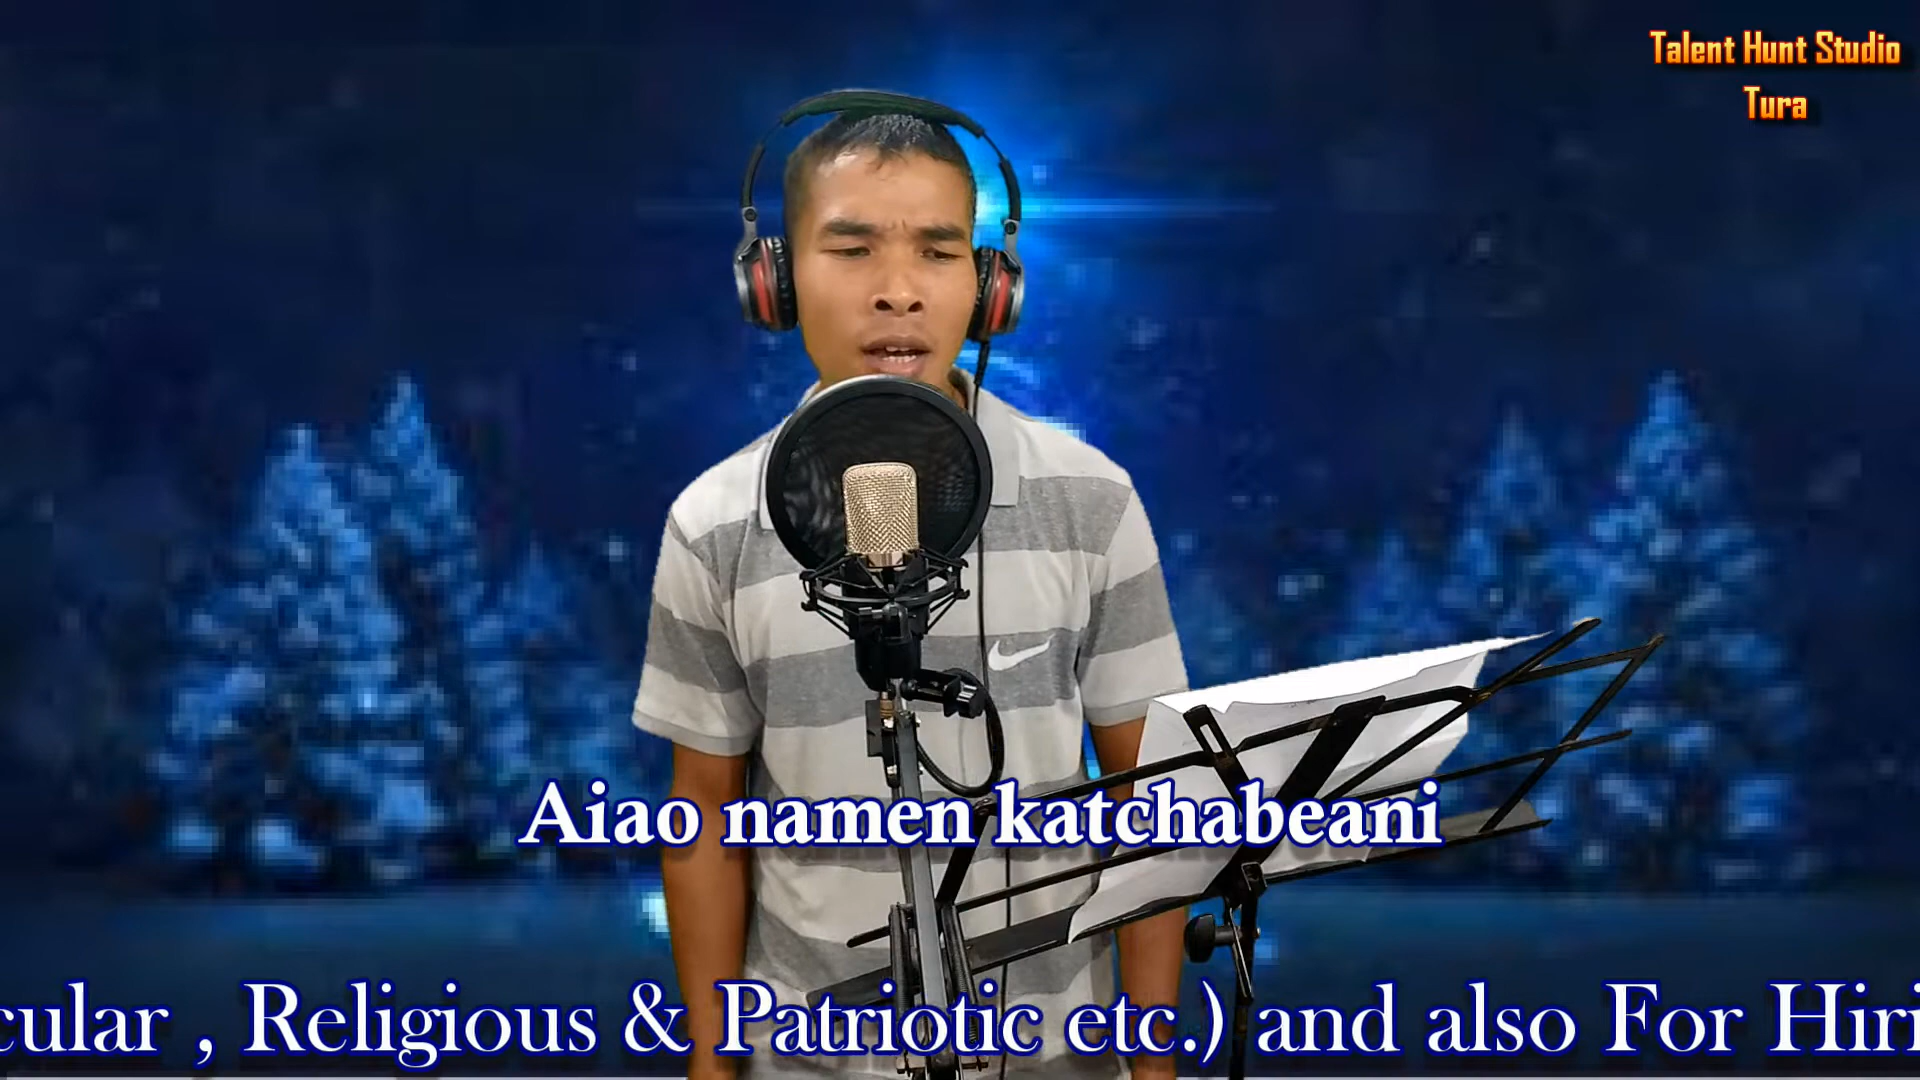 Talent Hunt Studio
Tura
Aiao namen katchabeani
cular , Religious & Patriotic etc.) and also For Hiri